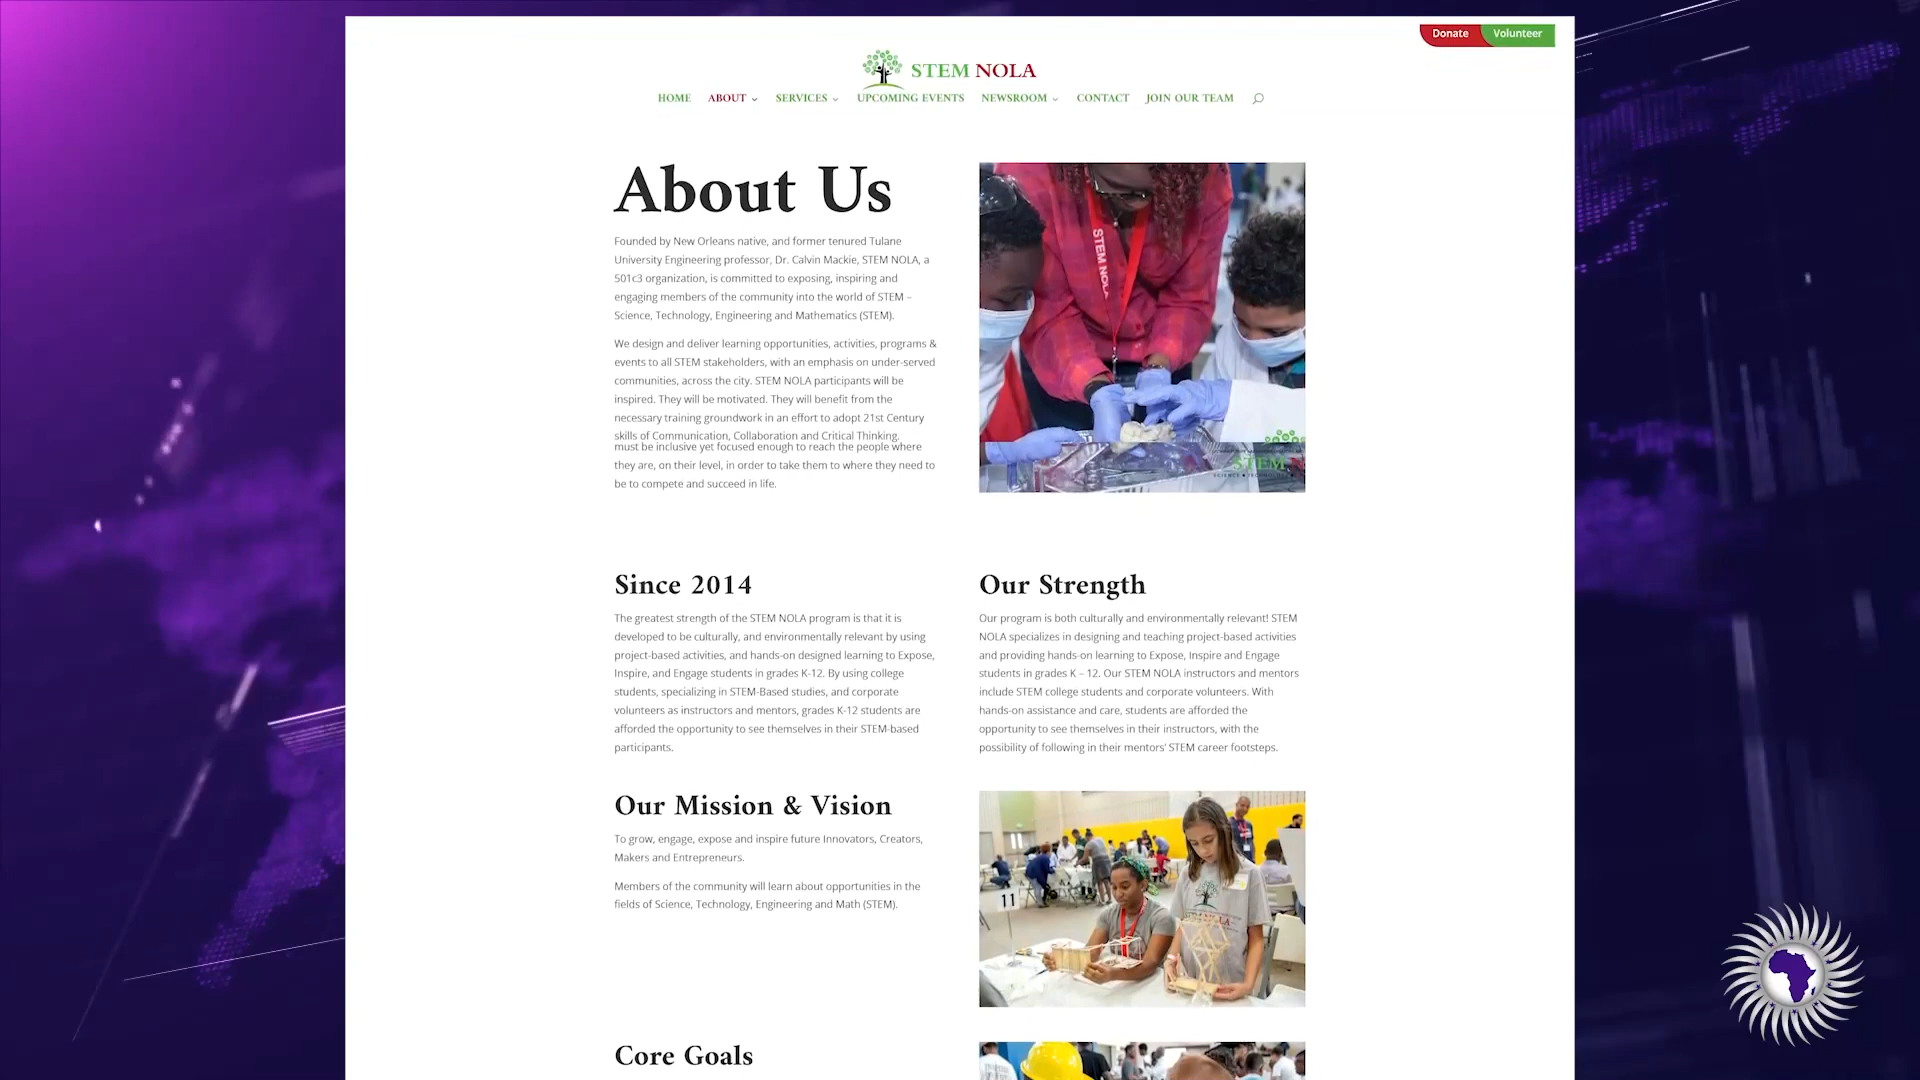 Donate Volunteer
STEM NOLA
HOME ABOUT SERVICES UPCOMING EVENTS NEWSROOM CONTACT JOIN OUR TEAM
About Us
Founded by New Orleans native, and former tenured Tulane
University Engineering professor, Dr. Calvin Mackie, STEM NOLA, a
501c3 organization, is committed to exposing, inspiring and
engaging members of the community into the world of STEM –
Science, Technology, Engineering and Mathematics (STEM).
We design and deliver learning opportunities, activities, programs &
events to all STEM stakeholders, with an emphasis on under-served
communities, across the city. STEM NOLA participants will be
inspired. They will be motivated. They will benefit from the
necessary training groundwork in an effort to adopt 21st Century
skills of Communication, Collaboration and Critical Thinking.
must be inclusive yet focused enough to reach the people where
they are, on their level, in order to take them to where they need to
be to compete and succeed in life.
STEM NOLA
STEM N
Since 2014
The greatest strength of the STEM NOLA program is that it is
developed to be culturally, and environmentally relevant by using
project-based activities, and hands-on designed learning to Expose,
Inspire, and Engage students in grades K-12. By using college
students, specializing in STEM-Based studies, and corporate
volunteers as instructors and mentors, grades K-12 students are
afforded the opportunity to see themselves in their STEM-based
participants.
Our Strength
Our program is both culturally and environmentally relevant! STEM
NOLA specializes in designing and teaching project-based activities
and providing hands-on learning to Expose, Inspire and Engage
students in grades K – 12. Our STEM NOLA instructors and mentors
include STEM college students and corporate volunteers. With
hands-on assistance and care, students are afforded the
opportunity to see themselves in their instructors, with the
possibility of following in their mentors' STEM career footsteps.
Our Mission & Vision
To grow, engage, expose and inspire future Innovators, Creators,
Makers and Entrepreneurs.
Members of the community will learn about opportunities in the
fields of Science, Technology, Engineering and Math (STEM).
11
STEM NOLA
Core Goals